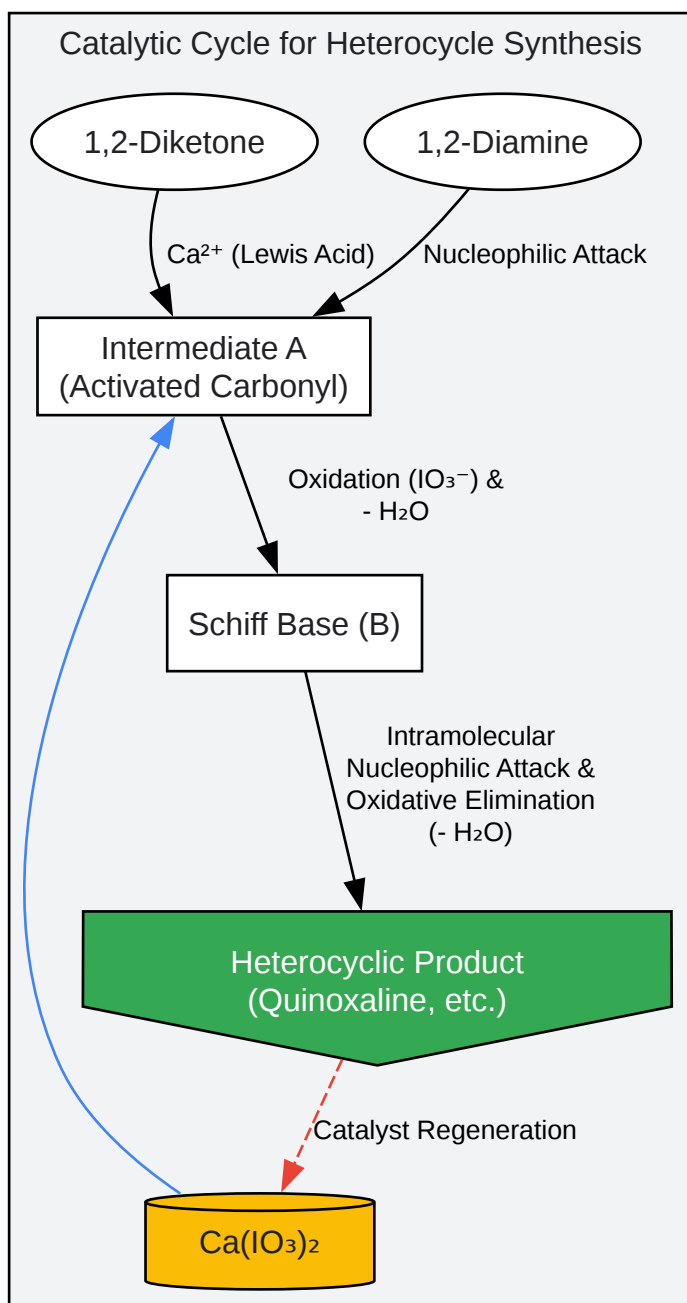 Catalytic Cycle for Heterocycle Synthesis
1,2-Diketone
1,2-Diamine
Ca²⁺ (Lewis Acid)
Nucleophilic Attack
Intermediate A
(Activated Carbonyl)
Oxidation (IO₃⁻) &
- H₂O
Schiff Base (B)
Intramolecular
Nucleophilic Attack &
Oxidative Elimination
(- H₂O)
Heterocyclic Product
(Quinoxaline, etc.)
Catalyst Regeneration
Ca(IO₃)₂